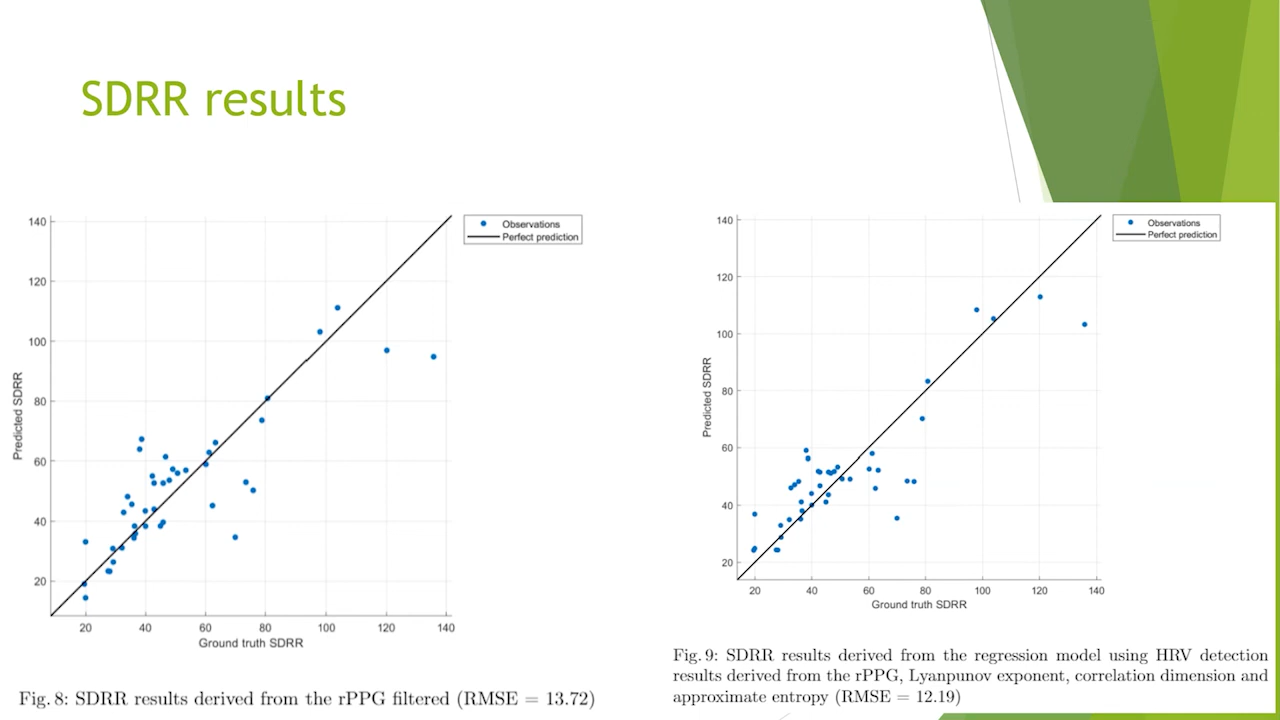 SDRR results
140
120
100
80
60
40
20
20 40 60 80 100 120 140
Predicted SDRR
Ground truth SDRR
Observations
Perfect prediction
Fig. 8: SDRR results derived from the rPPG filtered (RMSE = 13.72)
140
120
100
80
60
40
20
20 40 60 80 100 120 140
Predicted SDRR
Ground truth SDRR
Observations
Perfect prediction
Fig. 9: SDRR results derived from the regression model using HRV detection
results derived from the rPPG, Lyanpunov exponent, correlation dimension and
approximate entropy (RMSE = 12.19)